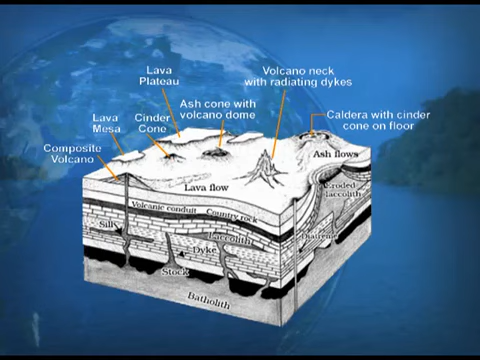 Lava
Plateau
Volcano neck
with radiating dykes
Ash cone with
volcano dome
Lava
Mesa
Cinder
Cone
Caldera with cinder
cone on floor
Composite
Volcano
Ash flows
Lava flow
Eroded
laccolith
Volcanic conduit
Country rock
Sill
Laccolith
Diatreme
Dyke
Stock
Batholith